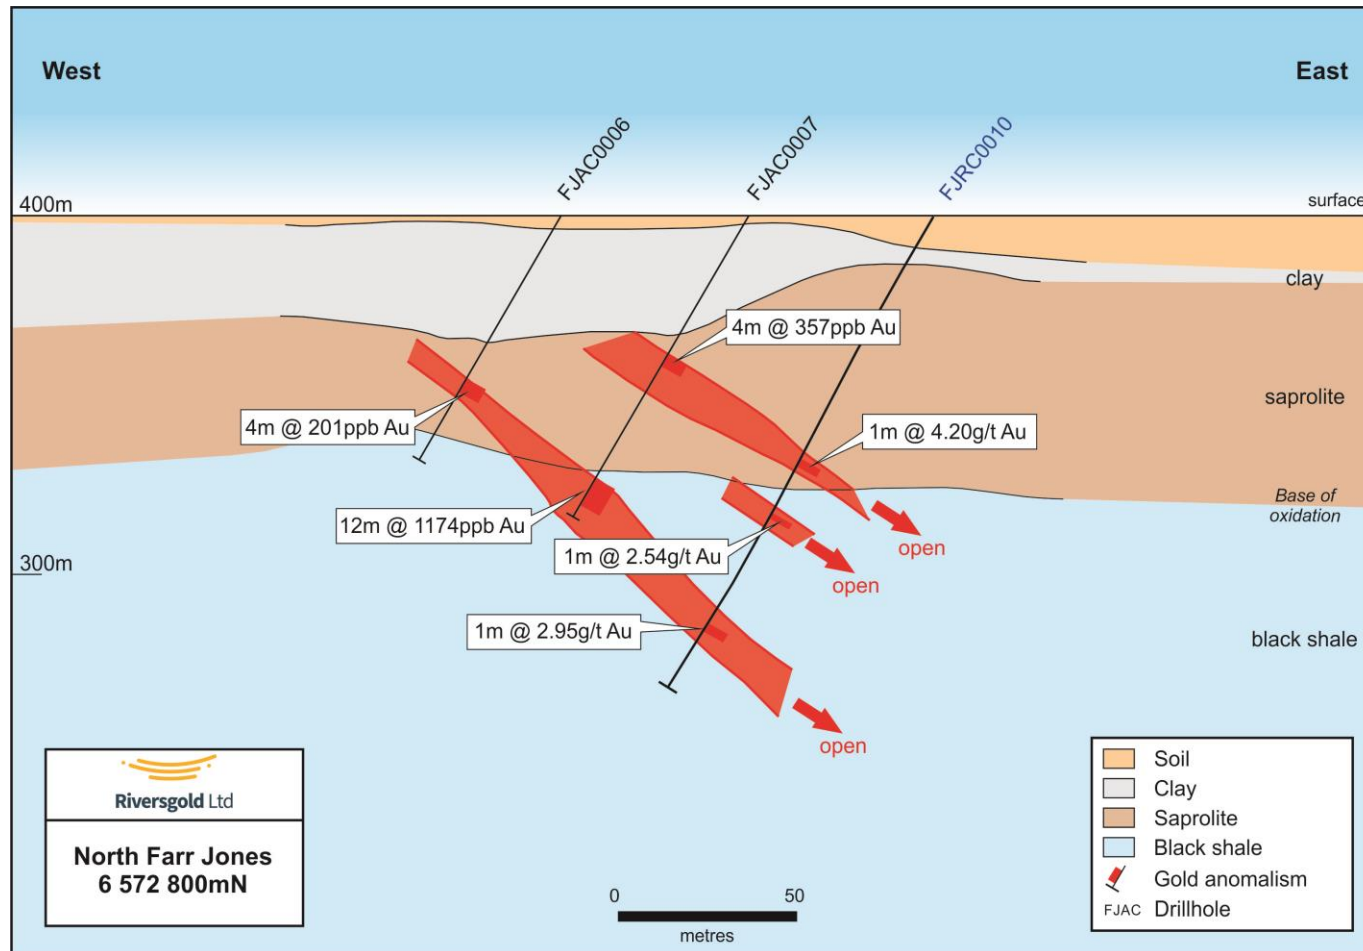 West
East
FJAC0006
FJAC0007
FJRC0010
400m
surface
clay
4m @ 357ppb Au
saprolite
4m @ 201ppb Au
1m @ 4.20g/t Au
Base of
oxidation
12m @ 1174ppb Au
open
1m @ 2.54g/t Au
300m
open
1m @ 2.95g/t Au
black shale
open
Riversgold Ltd
North Farr Jones
6 572 800mN
0 50
metres
Soil
Clay
Saprolite
Black shale
Gold anomalism
FJAC Drillhole